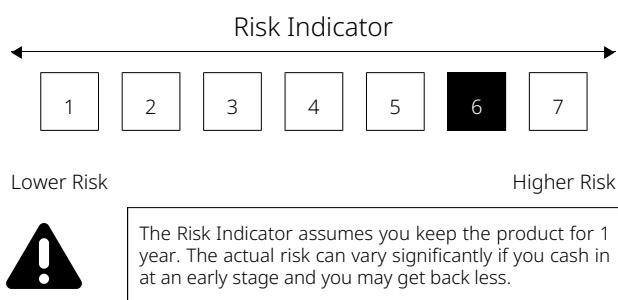 Risk Indicator
1 2 3 4 5 6 7
Lower Risk Higher Risk
The Risk Indicator assumes you keep the product for 1
year. The actual risk can vary significantly if you cash in
at an early stage and you may get back less.